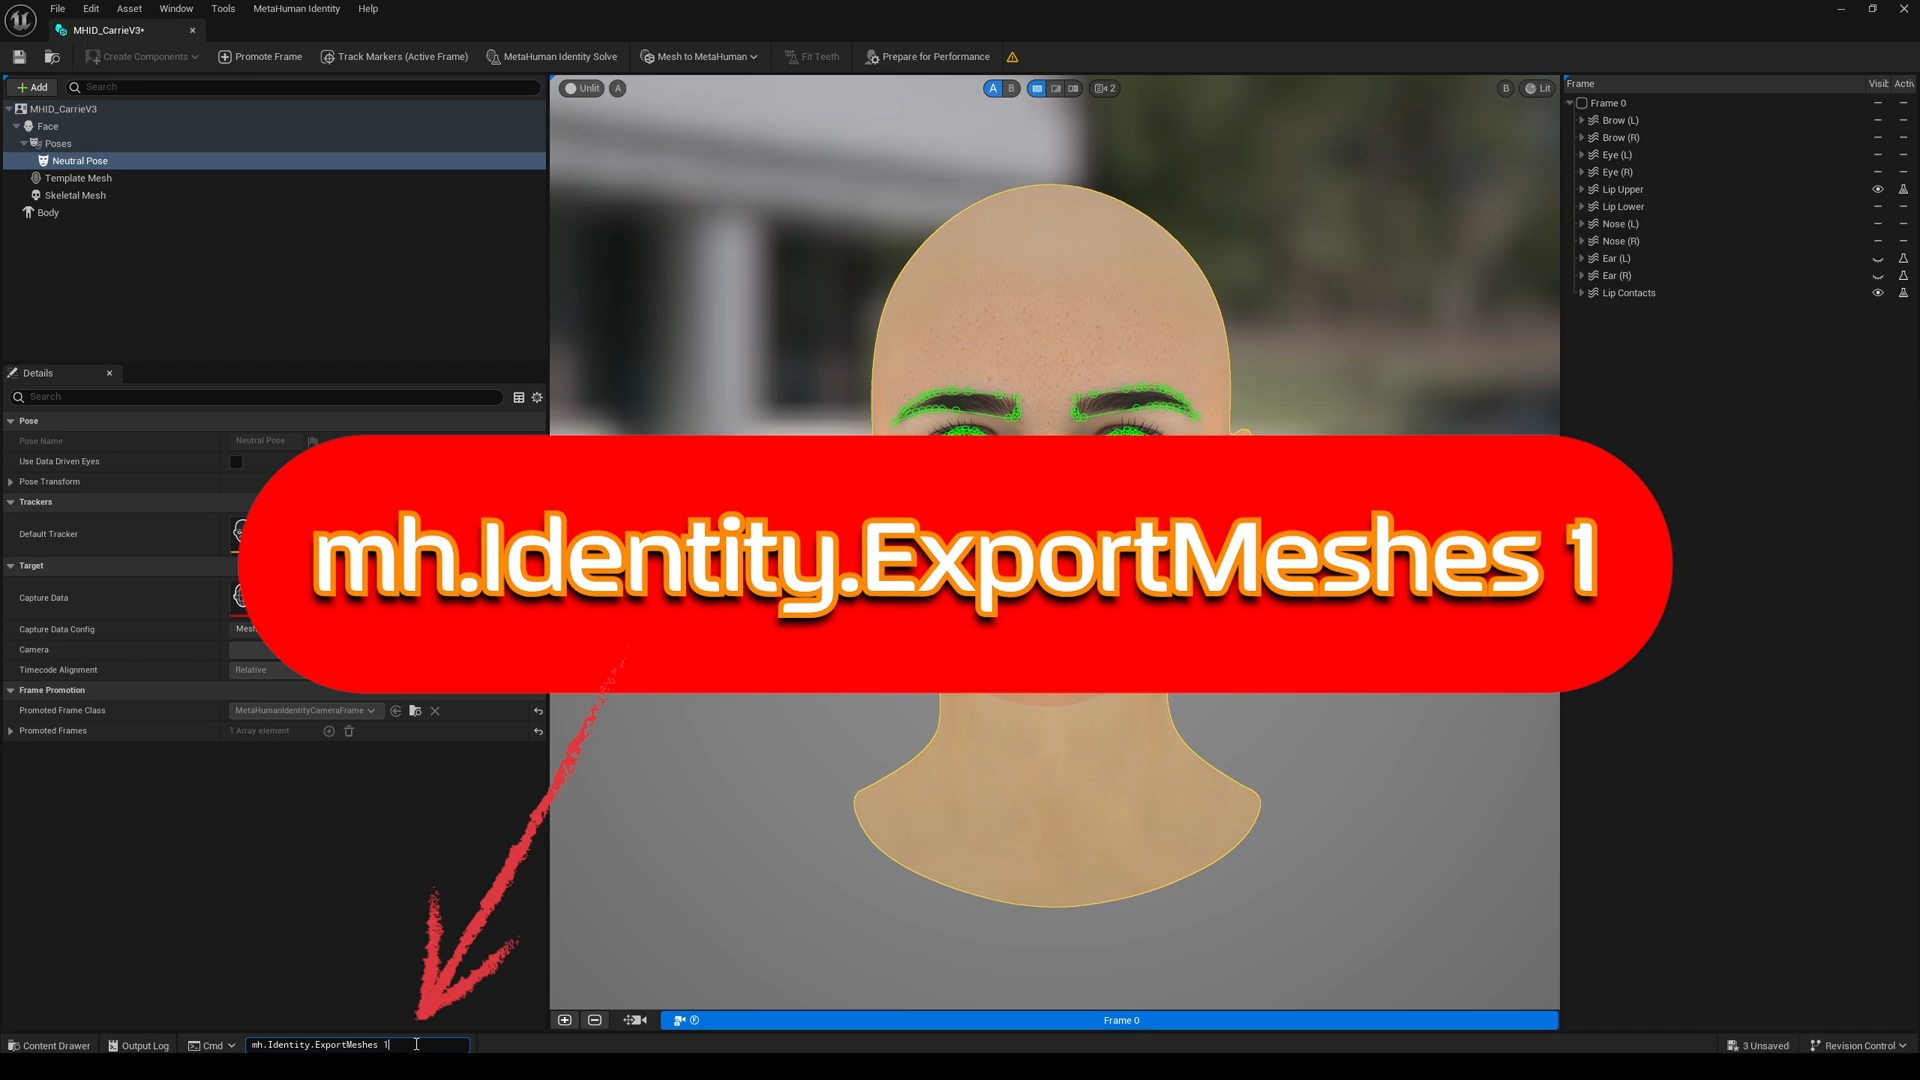 File Edit Asset Window Tools MetaHuman Identity Help
MHID_CarrieV3*
Create Components Promote Frame Track Markers (Active Frame) MetaHuman Identity Solve Mesh to MetaHuman Fit Teeth Prepare for Performance
Add Search
MHID_CarrieV3
Face
Poses
Neutral Pose
Template Mesh
Skeletal Mesh
Body
Unlit A A B 2 B Lit
Frame
Frame 0
Brow (L)
Brow (R)
Eye (L)
Eye (R)
Lip Upper
Lip Lower
Nose (L)
Nose (R)
Ear (L)
Ear (R)
Lip Contacts
Details
Search
Pose
Pose Name Neutral Pose
Use Data Driven Eyes
Pose Transform
Trackers
Default Tracker
Target
Capture Data
Capture Data Config Mesh
Camera
Timecode Alignment Relative
Frame Promotion
Promoted Frame Class MetaHumanIdentityCameraFrame
Promoted Frames 1 Array element
mh.Identity.ExportMeshes 1
Frame 0
Content Drawer Output Log Cmd mh.Identity.ExportMeshes 1
3 Unsaved Revision Control